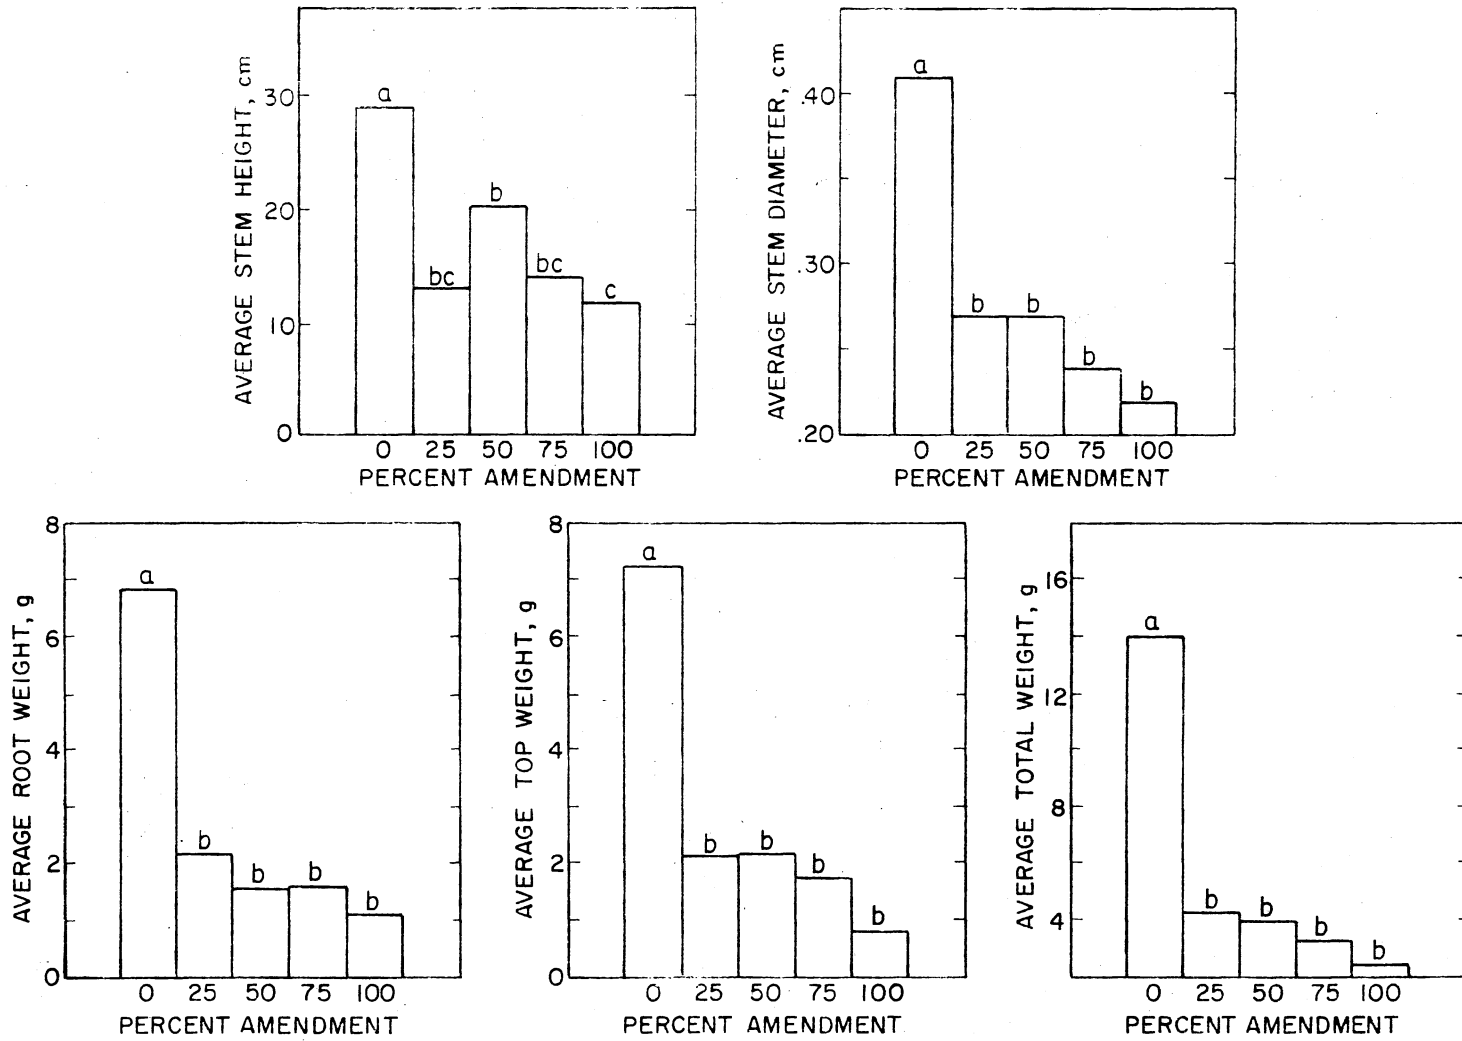 AVERAGE STEM HEIGHT, cm
30
20
10
0
a
bc
b
bc
c
0 25 50 75 100
PERCENT AMENDMENT
AVERAGE STEM DIAMETER, cm
.40
.30
.20
a
b
b
b
b
0 25 50 75 100
PERCENT AMENDMENT
AVERAGE ROOT WEIGHT, g
8
6
4
2
0
a
b
b
b
b
0 25 50 75 100
PERCENT AMENDMENT
AVERAGE TOP WEIGHT, g
8
6
4
2
0
a
b
b
b
b
0 25 50 75 100
PERCENT AMENDMENT
AVERAGE TOTAL WEIGHT, g
16
12
8
4
a
b
b
b
b
0 25 50 75 100
PERCENT AMENDMENT